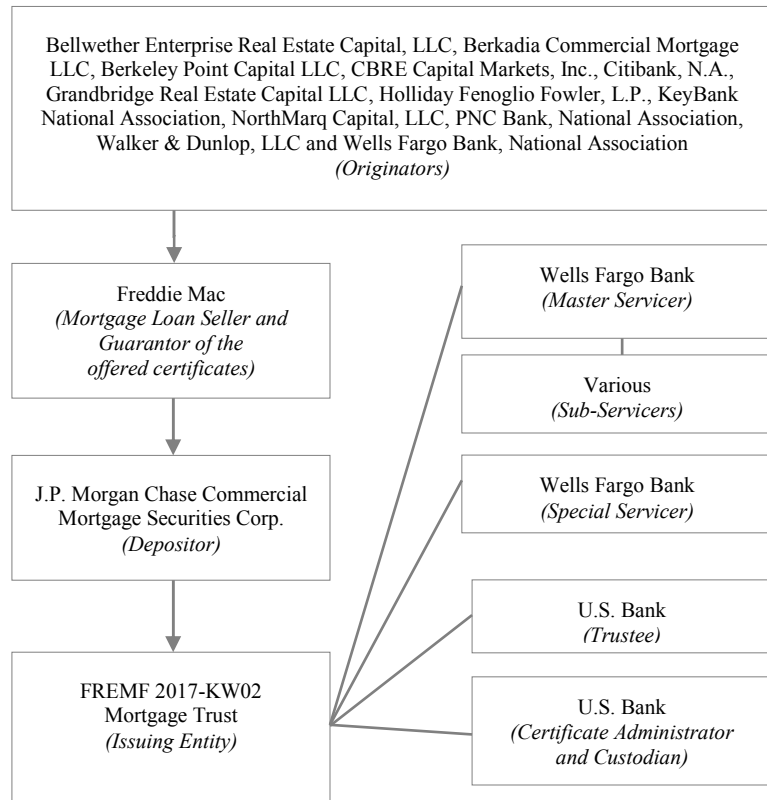 Bellwether Enterprise Real Estate Capital, LLC, Berkadia Commercial Mortgage
LLC, Berkeley Point Capital LLC, CBRE Capital Markets, Inc., Citibank, N.A.,
Grandbridge Real Estate Capital LLC, Holliday Fenoglio Fowler, L.P., KeyBank
National Association, NorthMarq Capital, LLC, PNC Bank, National Association,
Walker & Dunlop, LLC and Wells Fargo Bank, National Association
(Originators)
Freddie Mac
(Mortgage Loan Seller and
Guarantor of the
offered certificates)
J.P. Morgan Chase Commercial
Mortgage Securities Corp.
(Depositor)
FREMF 2017-KW02
Mortgage Trust
(Issuing Entity)
Wells Fargo Bank
(Master Servicer)
Various
(Sub-Servicers)
Wells Fargo Bank
(Special Servicer)
U.S. Bank
(Trustee)
U.S. Bank
(Certificate Administrator
and Custodian)